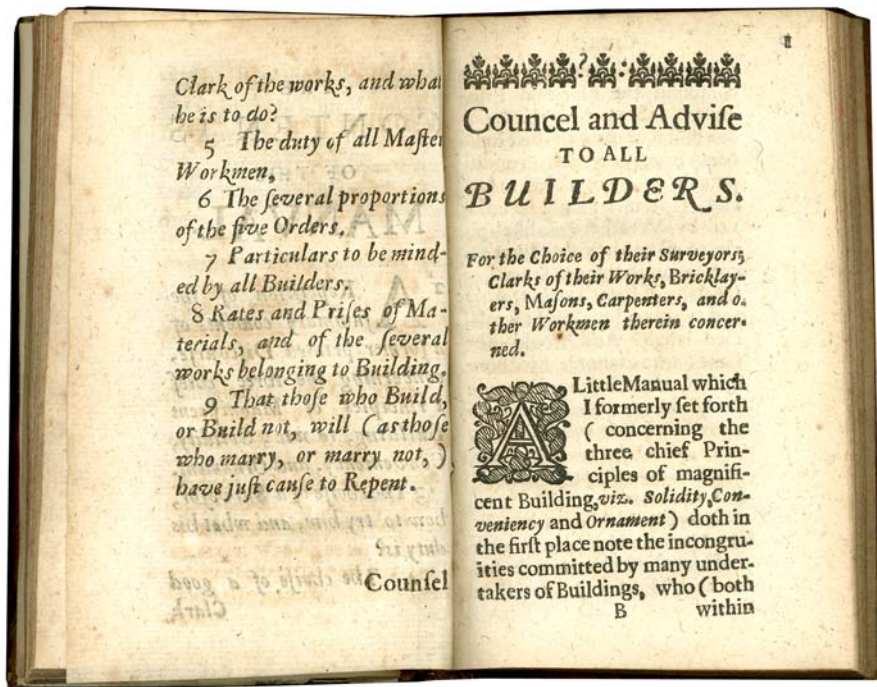 Clark of the works, and what
he is to do?
5 The duty of all Maſter
Workmen,
6 The ſeveral proportions
of the five Orders.
7 Particulars to be mind-
ed by all Builders.
8 Rates and Priſes of Ma-
terials, and of the ſeveral
works belonging to Building.
9 That thoſe who Build,
or Build not, will (as thoſe
who marry, or marry not, )
have juſt cauſe to Repent.
Counſel
1
Councel and Adviſe
TO ALL
BUILDERS.
For the Choice of their Surveyors;
Clarks of their Works, Bricklay-
ers, Maſons, Carpenters, and o.
ther Workmen therein concer-
ned.
A Little Manual which
I formerly ſet forth
( concerning the
three chief Prin-
ciples of magnifi-
cent Building, viz. Solidity, Con-
veniency and Ornament ) doth in
the firſt place note the incongru-
ities committed by many under-
takers of Buildings, who ( both
B within